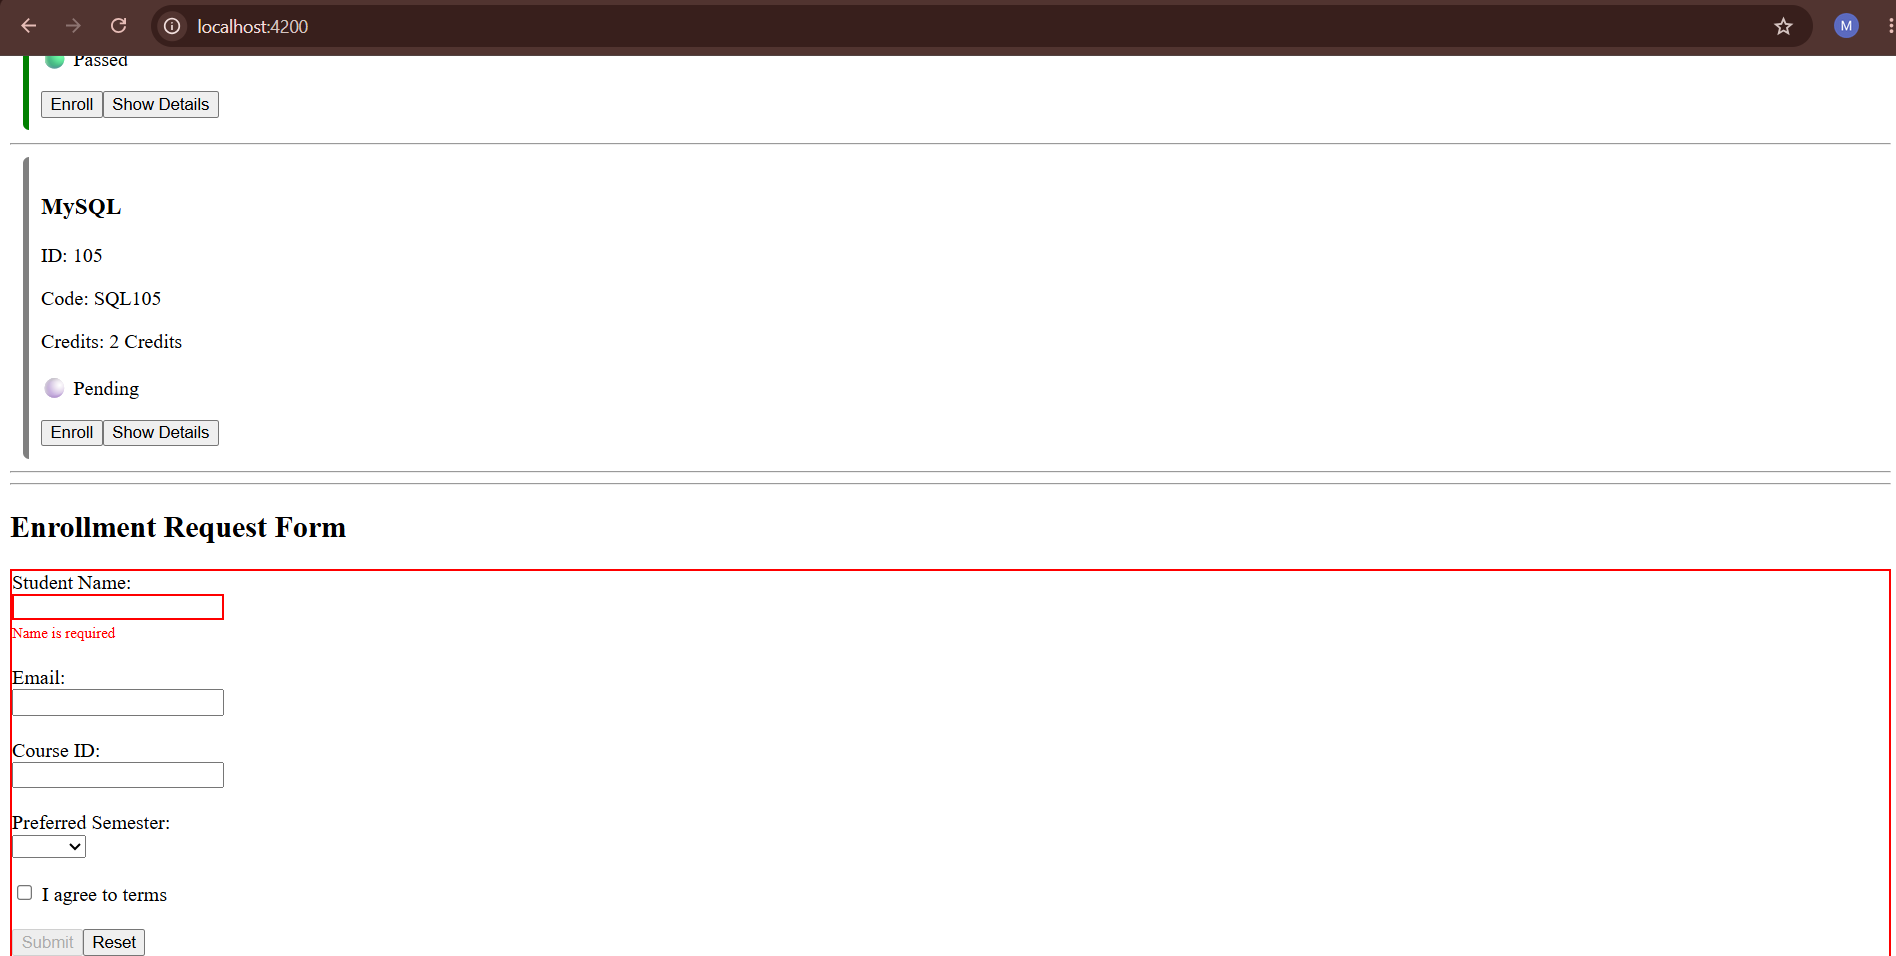 localhost:4200
M
Passed
Enroll Show Details
MySQL
ID: 105
Code: SQL105
Credits: 2 Credits
Pending
Enroll Show Details
Enrollment Request Form
Student Name:
Name is required
Email:
Course ID:
Preferred Semester:
I agree to terms
Submit Reset